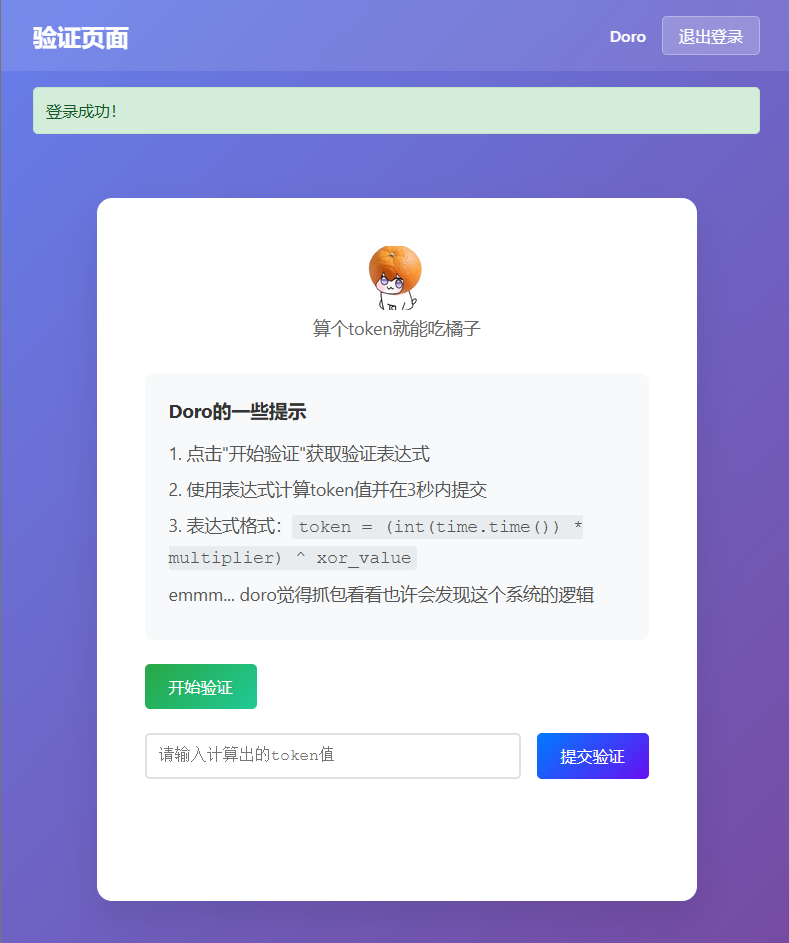 验证页面
Doro
退出登录
登录成功！
算个token就能吃橘子
Doro的一些提示
1. 点击"开始验证"获取验证表达式
2. 使用表达式计算token值并在3秒内提交
3. 表达式格式： token = (int(time.time()) *
multiplier) ^ xor_value
emmm... doro觉得抓包看看也许会发现这个系统的逻辑
开始验证
请输入计算出的token值
提交验证